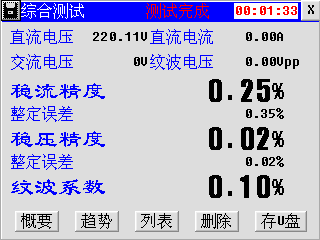 综合测试 测试完成 00:01:33 X
直流电压 220.11V 直流电流 0.00A
交流电压 0V 纹波电压 0.00Vpp
稳流精度 0.25%
整定误差 0.35%
稳压精度 0.02%
整定误差 0.02%
纹波系数 0.10%
概要 趋势 列表 删除 存U盘